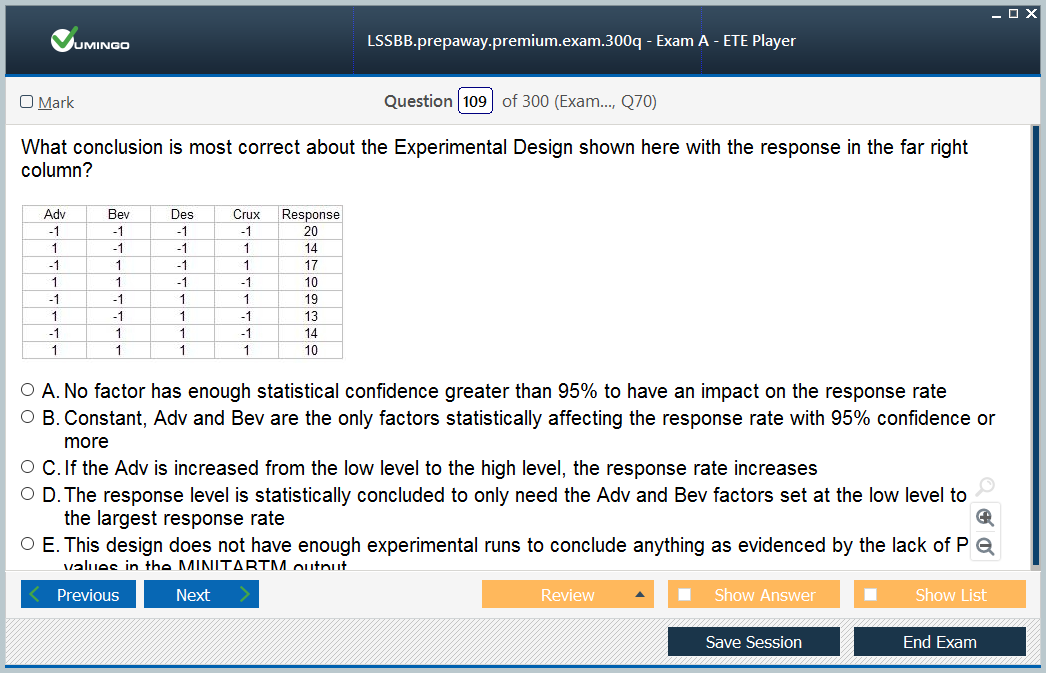 LSSBB.prepaway.premium.exam.300q - Exam A - ETE Player
VUMINGO
Mark
Question 109 of 300 (Exam..., Q70)
What conclusion is most correct about the Experimental Design shown here with the response in the far right
column?
Adv Bev Des Crux Response
-1 -1 -1 -1 20
1 -1 -1 1 14
-1 1 -1 1 17
1 1 -1 -1 10
-1 -1 1 1 19
1 -1 1 -1 13
-1 1 1 -1 14
1 1 1 1 10
A. No factor has enough statistical confidence greater than 95% to have an impact on the response rate
B. Constant, Adv and Bev are the only factors statistically affecting the response rate with 95% confidence or
more
C. If the Adv is increased from the low level to the high level, the response rate increases
D. The response level is statistically concluded to only need the Adv and Bev factors set at the low level to
the largest response rate
E. This design does not have enough experimental runs to conclude anything as evidenced by the lack of P
values in the MINITABTM output
Previous Next Review Show Answer Show List
Save Session End Exam